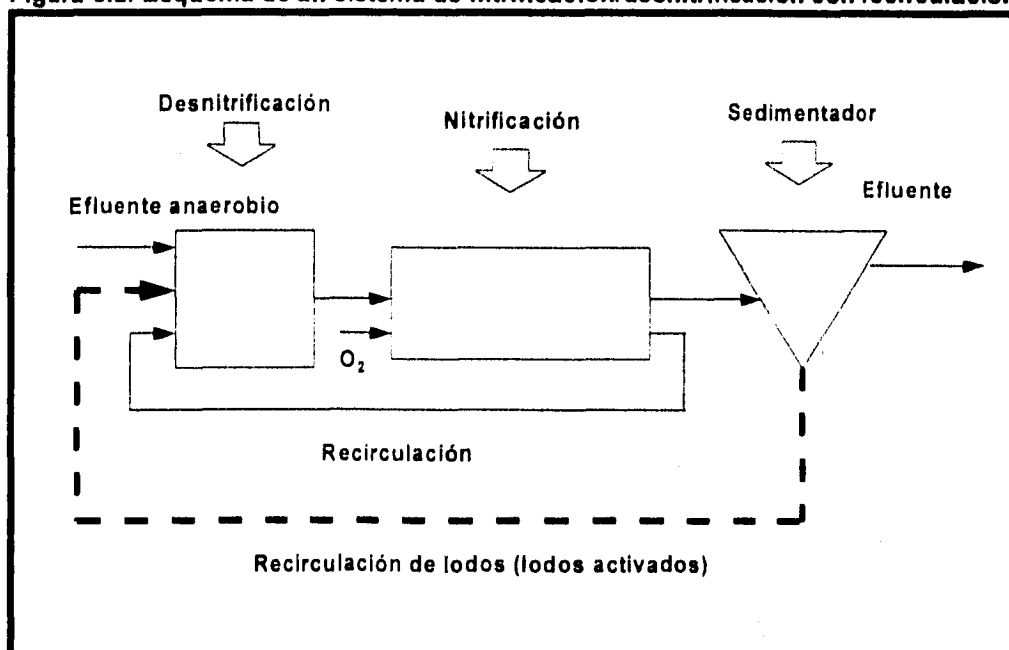 Desnitrificación
Nitrificación
Sedimentador
Efluente anaerobio
Efluente
O2
Recirculación
Recirculación de lodos (lodos activados)